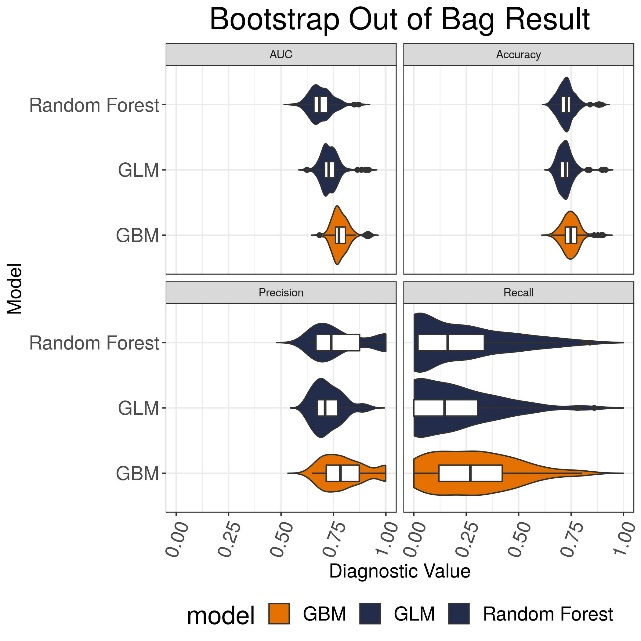 Bootstrap Out of Bag Result
AUC
Accuracy
Random Forest
GLM
GBM
Model
Precision
Recall
Random Forest
GLM
GBM
0.00 0.25 0.50 0.75 1.00
0.00 0.25 0.50 0.75 1.00
Diagnostic Value
model GBM GLM Random Forest